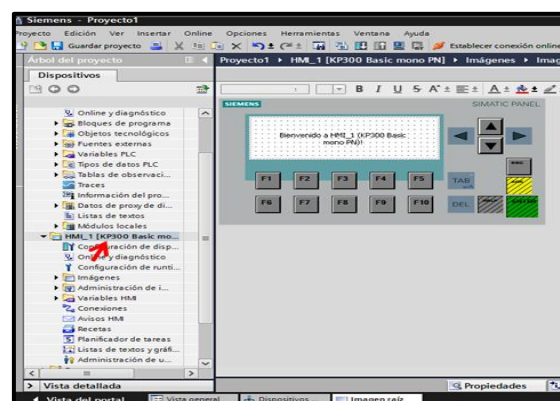 Siemens - Proyecto1
Proyecto Edición Ver Insertar Online Opciones Herramientas Ventana Ayuda
Guardar proyecto Establecer conexión online
Árbol del proyecto
Proyecto1 HMI_1 [KP300 Basic mono PN] Imágenes Imag
Dispositivos
B I U S A
Online y diagnóstico
Bloques de programa
Objetos tecnológicos
Fuentes externas
Variables PLC
Tipos de datos PLC
Tablas de observaci...
Traces
Información del pro...
Datos de proxy de di...
Listas de textos
Módulos locales
HMI_1 [KP300 Basic mo...
Configuración de disp...
Online y diagnóstico
Configuración de runti...
Imágenes
Administración de i...
Variables HMI
Conexiones
Avisos HMI
Recetas
Planificador de tareas
Listas de textos y gráfi...
Administración de u...
SIEMENS SIMATIC PANEL
Bienvenido a HMI_1 (KP300 Basic
mono PN)!
F1 F2 F3 F4 F5 TAB
F6 F7 F8 F9 F10 DEL
Vista detallada
Propiedades
Vista del portal Vista general Dispositivos... Imagen raíz